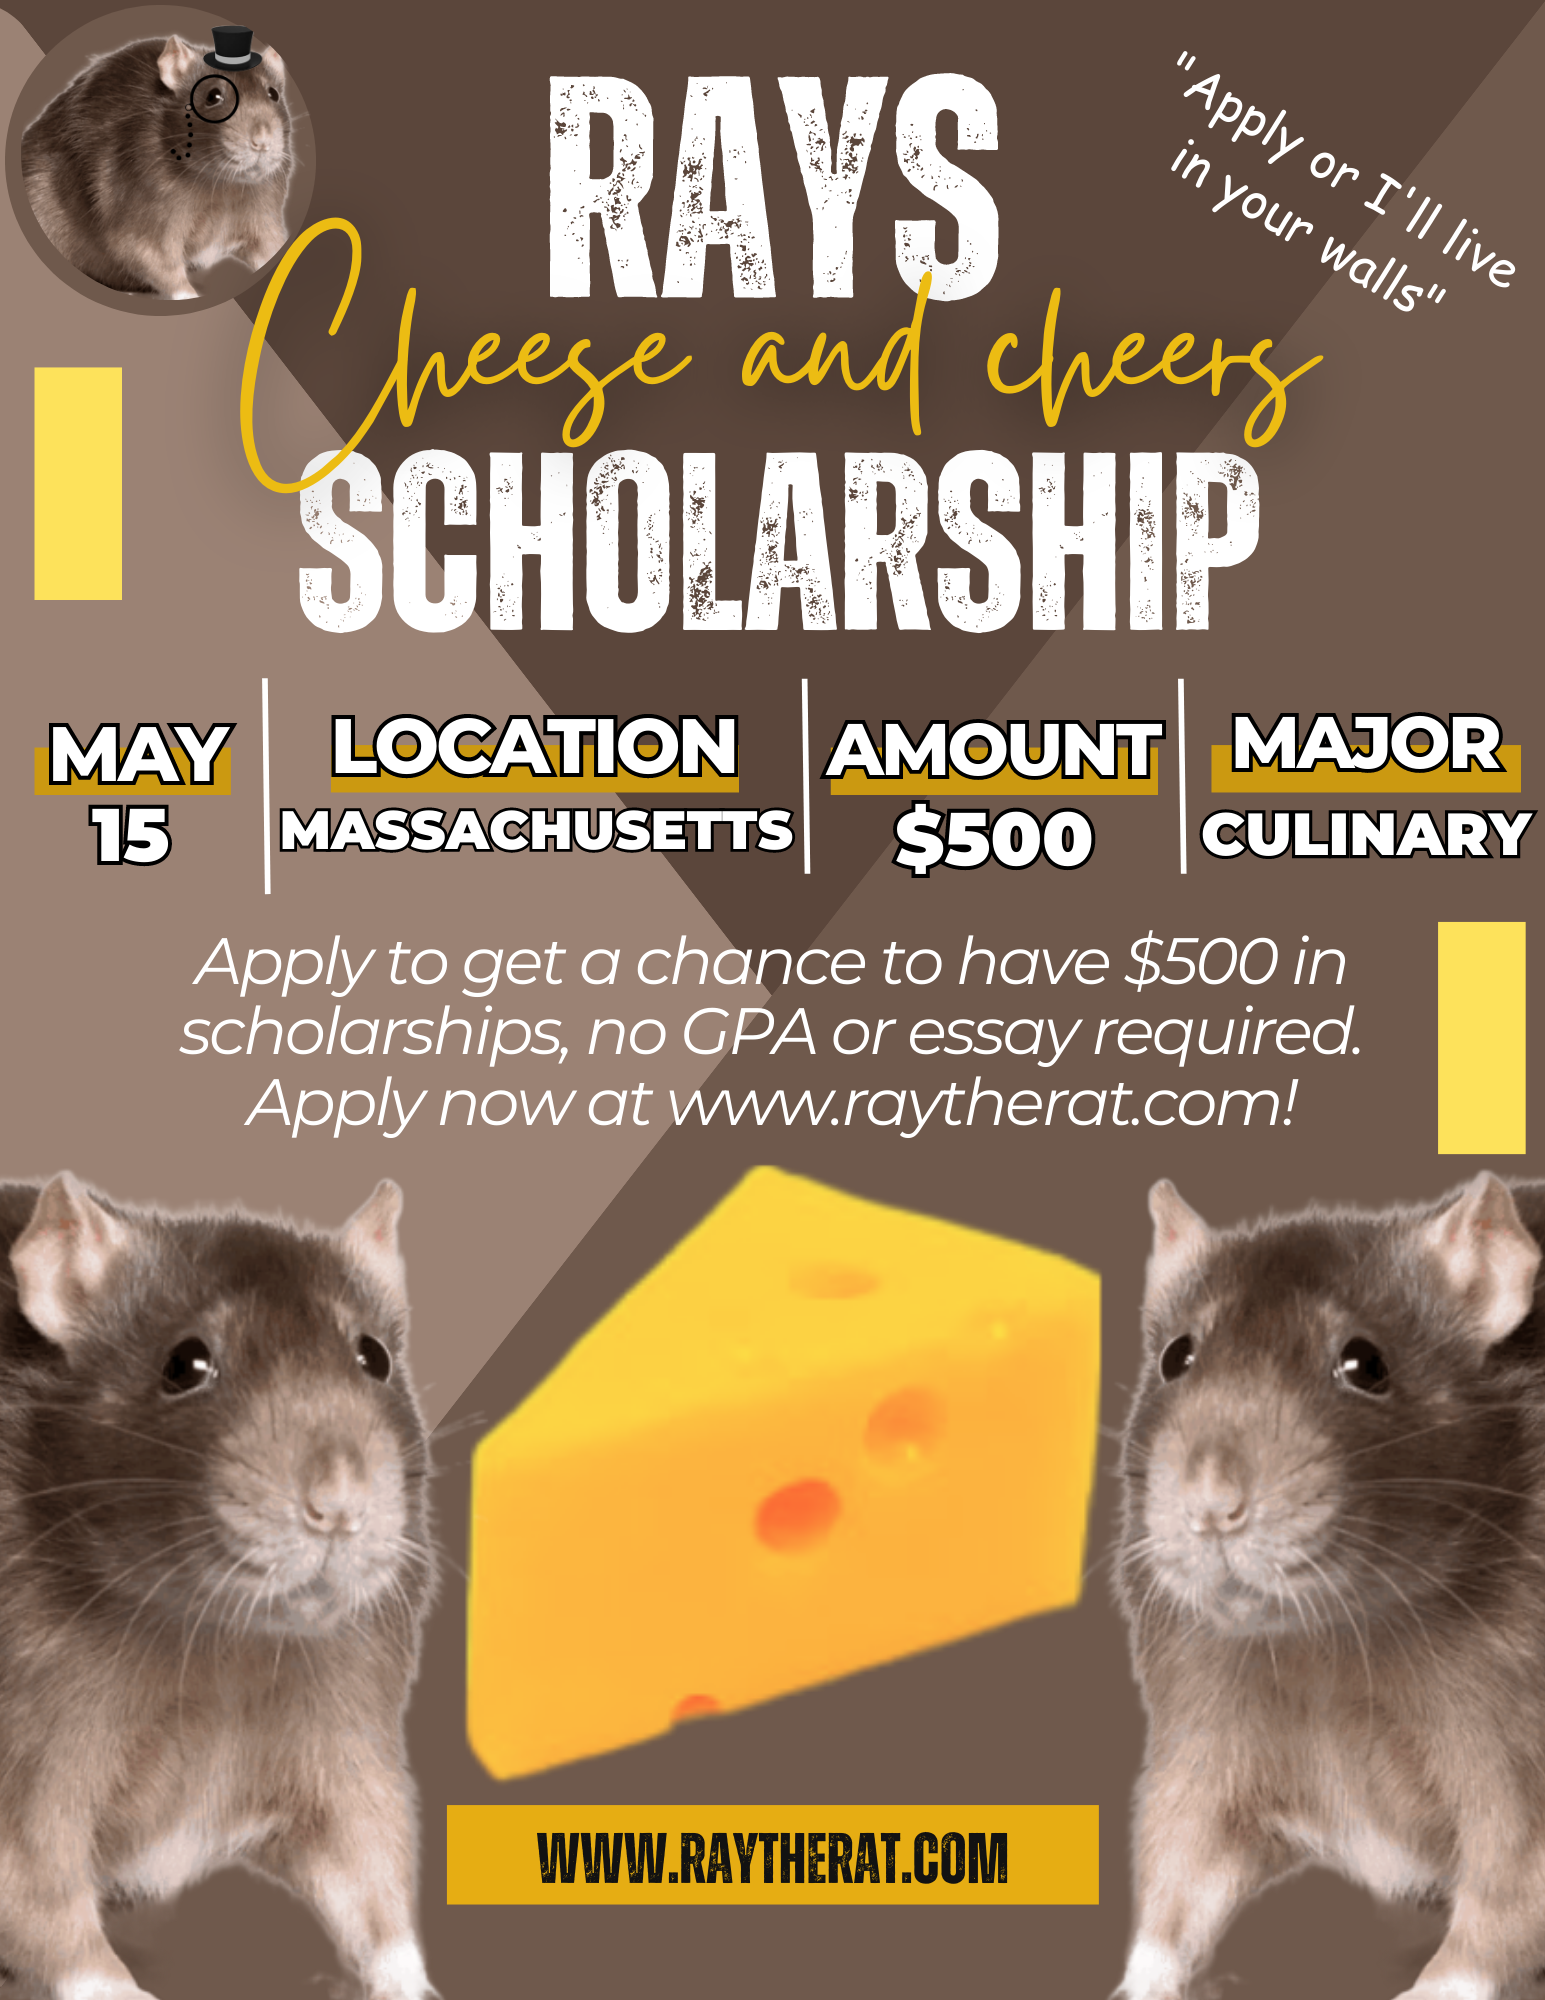 RAYS
"Apply or I'll live
in your walls"
Cheese and cheers
SCHOLARSHIP
MAY
15
LOCATION
MASSACHUSETTS
AMOUNT
$500
MAJOR
CULINARY
Apply to get a chance to have $500 in
scholarships, no GPA or essay required.
Apply now at www.raytherat.com!
WWW.RAYTHERAT.COM